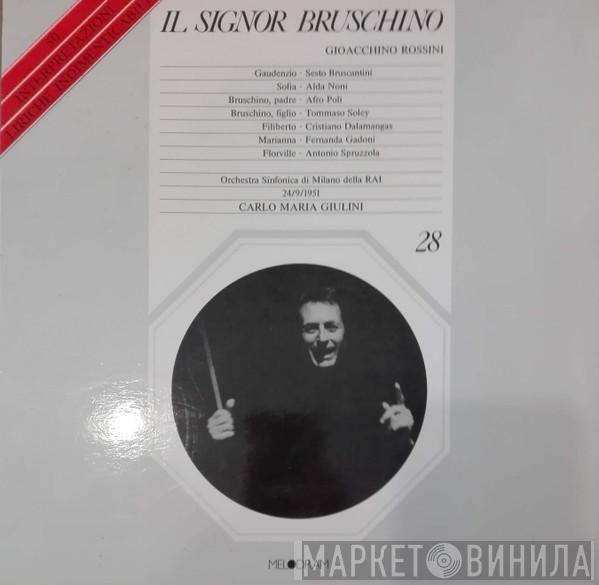 50
INTERPRETAZIONI
LIRICHE INDIMENTICABILI
IL SIGNOR BRUSCHINO
GIOACCHINO ROSSINI
Gaudenzio · Sesto Bruscantini
Sofia · Alda Noni
Bruschino, padre · Afro Poli
Bruschino, figlio · Tommaso Soley
Filiberto · Cristiano Dalamangas
Marianna · Fernanda Gadoni
Florville · Antonio Spruzzola
Orchestra Sinfonica di Milano della RAI
24/9/1951
CARLO MARIA GIULINI
28
MELODRAM
МАРКЕТ ВИНИЛА